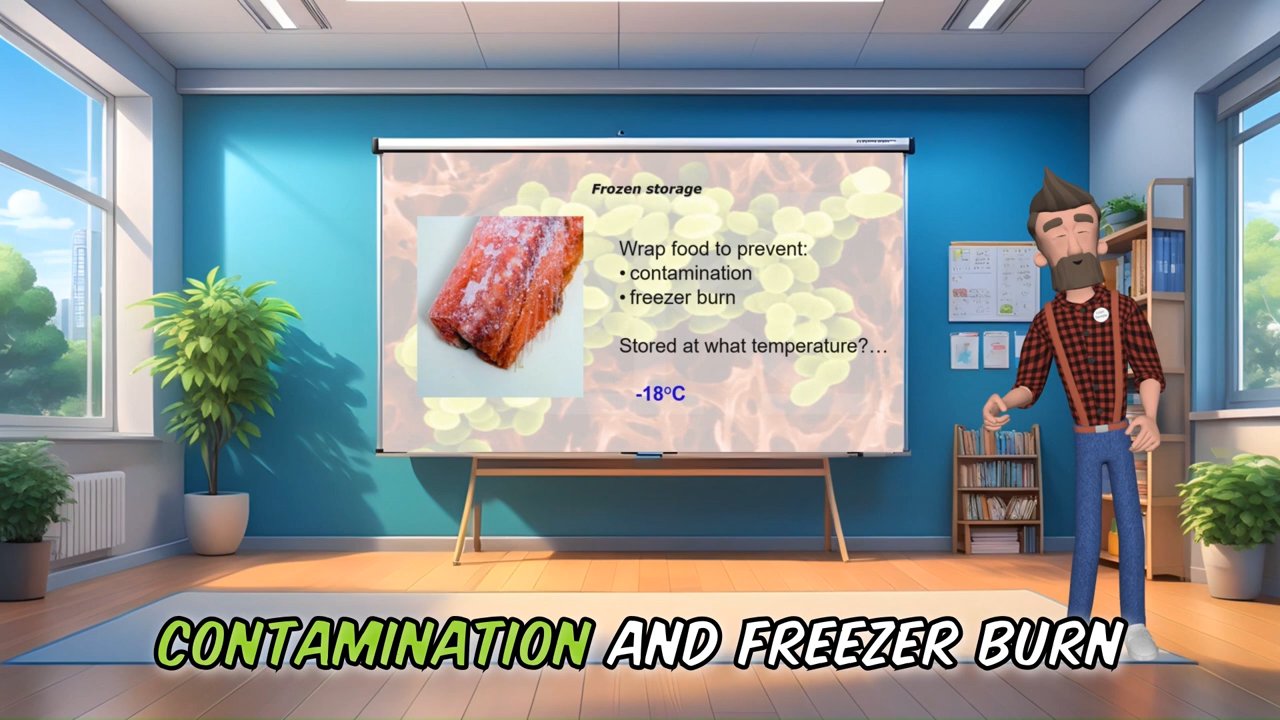 Frozen storage
Wrap food to prevent:
• contamination
• freezer burn
Stored at what temperature?...
-18°C
CONTAMINATION AND FREEZER BURN